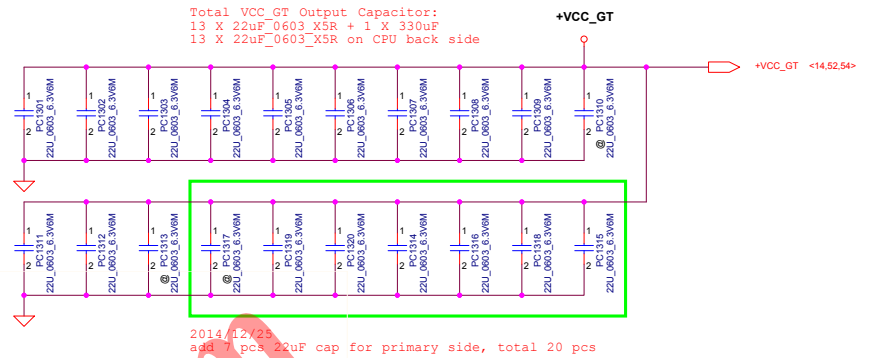 Total VCC_GT Output Capacitor:
13 X 22uF_0603_X5R + 1 X 330uF
13 X 22uF_0603_X5R on CPU back side
+VCC_GT
+VCC_GT <14,52,54>
1 2 PC1301 22U_0603_6.3V6M
1 2 PC1302 22U_0603_6.3V6M
1 2 PC1303 22U_0603_6.3V6M
1 2 PC1304 22U_0603_6.3V6M
1 2 PC1305 22U_0603_6.3V6M
1 2 PC1306 22U_0603_6.3V6M
1 2 PC1307 22U_0603_6.3V6M
1 2 PC1308 22U_0603_6.3V6M
1 2 PC1309 22U_0603_6.3V6M
1 2 @ PC1310 22U_0603_6.3V6M
1 2 PC1311 22U_0603_6.3V6M
1 2 PC1312 22U_0603_6.3V6M
1 2 @ PC1313 22U_0603_6.3V6M
1 2 @ PC1317 22U_0603_6.3V6M
1 2 PC1319 22U_0603_6.3V6M
1 2 PC1320 22U_0603_6.3V6M
1 2 PC1314 22U_0603_6.3V6M
1 2 PC1316 22U_0603_6.3V6M
1 2 PC1318 22U_0603_6.3V6M
1 2 PC1315 22U_0603_6.3V6M
2014/12/25
add 7 pcs 22uF cap for primary side, total 20 pcs